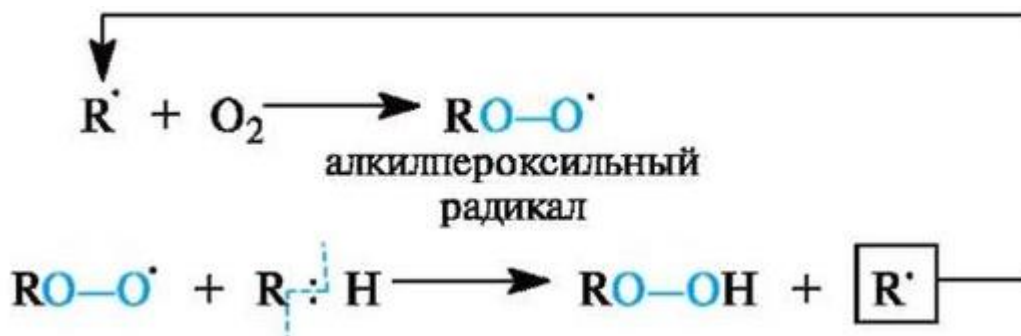 R˙ + O₂ ⟶ RO—O˙
алкилпероксильный
радикал
RO—O˙ + R : H ⟶ RO—OH + R˙